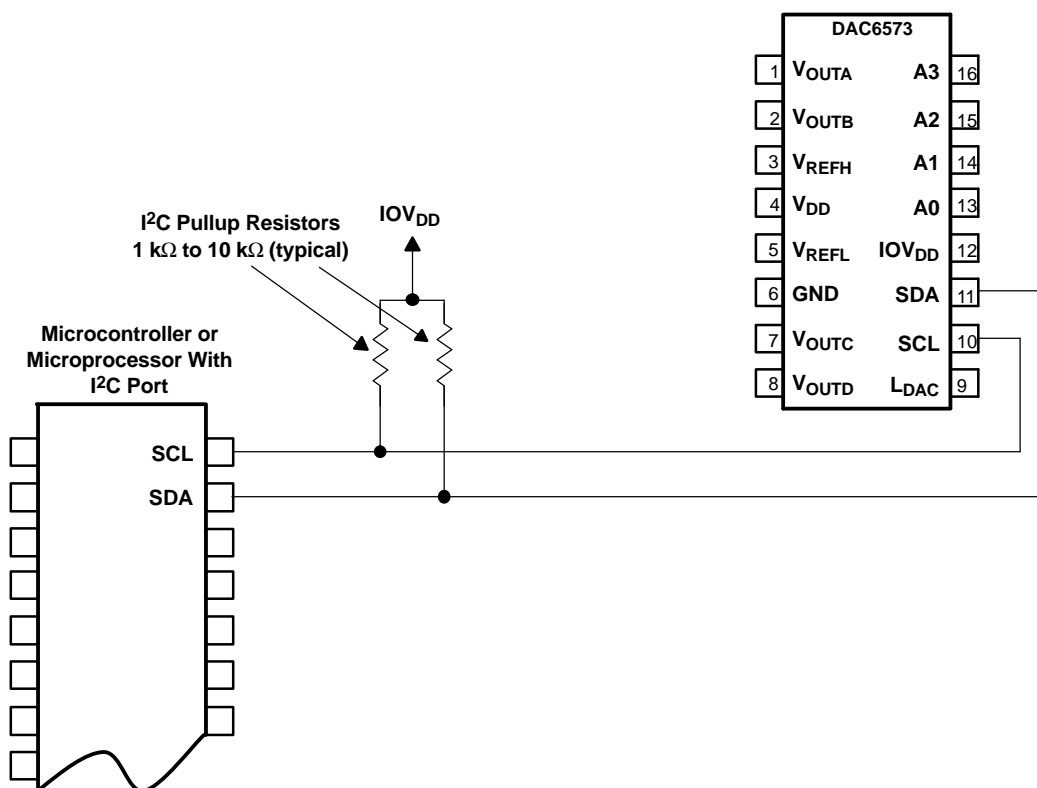 DAC6573
1 VOUTA A3 16
2 VOUTB A2 15
3 VREFH A1 14
4 VDD A0 13
5 VREFL IOVDD 12
6 GND SDA 11
7 VOUTC SCL 10
8 VOUTD LDAC 9
I²C Pullup Resistors
1 kΩ to 10 kΩ (typical)
IOVDD
Microcontroller or
Microprocessor With
I²C Port
SCL
SDA